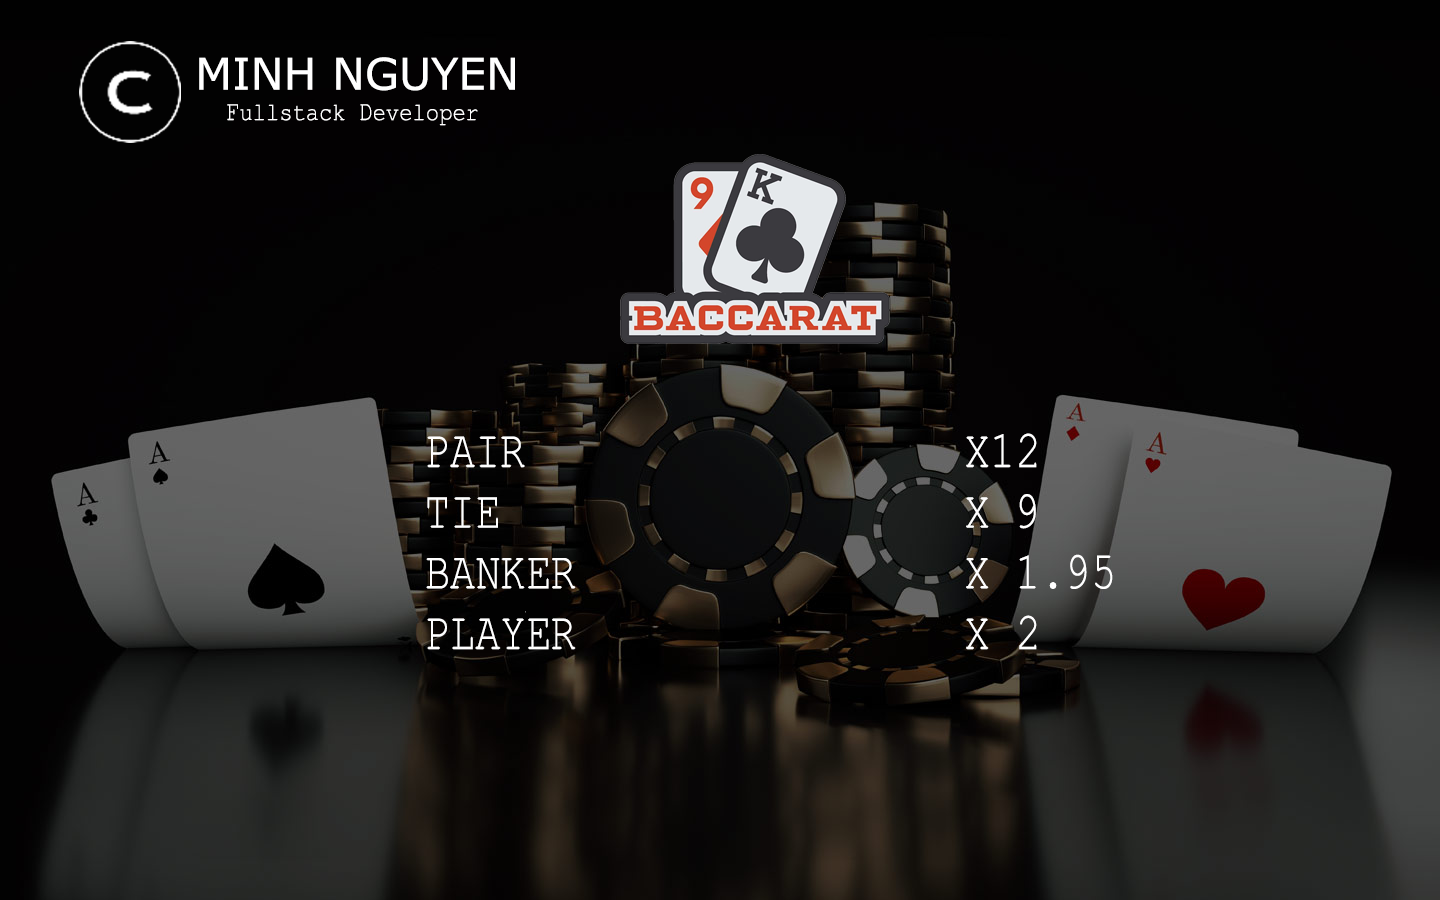 C MINH NGUYEN
Fullstack Developer
9 K
BACCARAT
PAIR X12
TIE X 9
BANKER X 1.95
PLAYER X 2
A
A
A
A